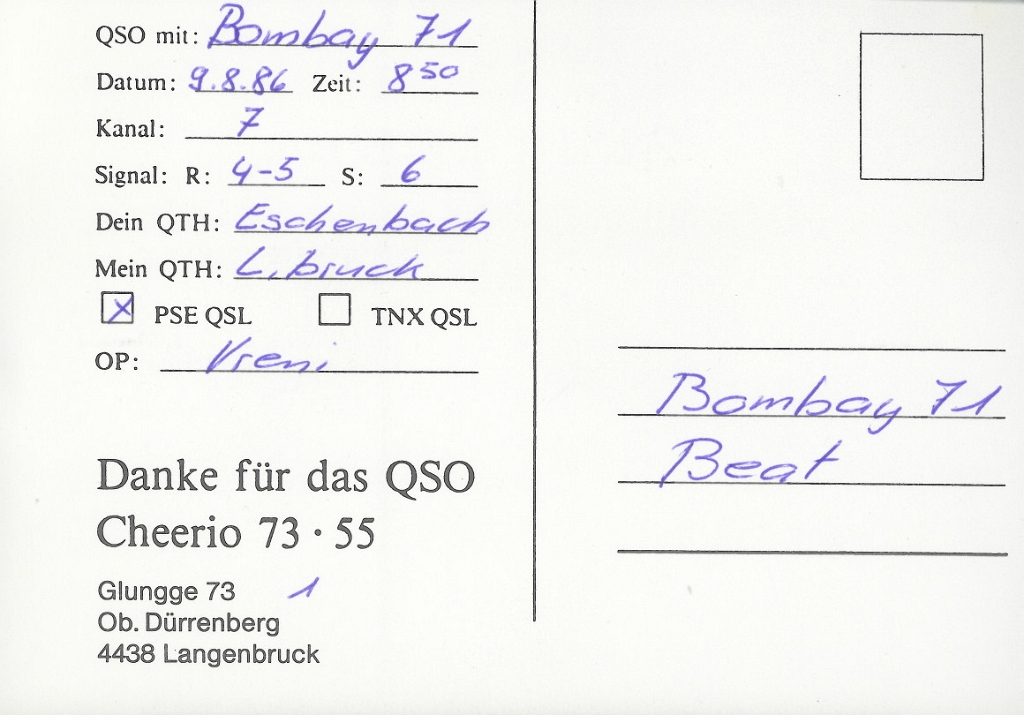 QSO mit: Bombay 71
Datum: 9.8.86 Zeit: 8 50
Kanal: 7
Signal: R: 4-5 S: 6
Dein QTH: Eschenbach
Mein QTH: L, bruck
X PSE QSL TNX QSL
OP: Vreni
Danke für das QSO
Cheerio 73 · 55
Glungge 73 1
Ob. Dürrenberg
4438 Langenbruck
Bombay 71
Beat